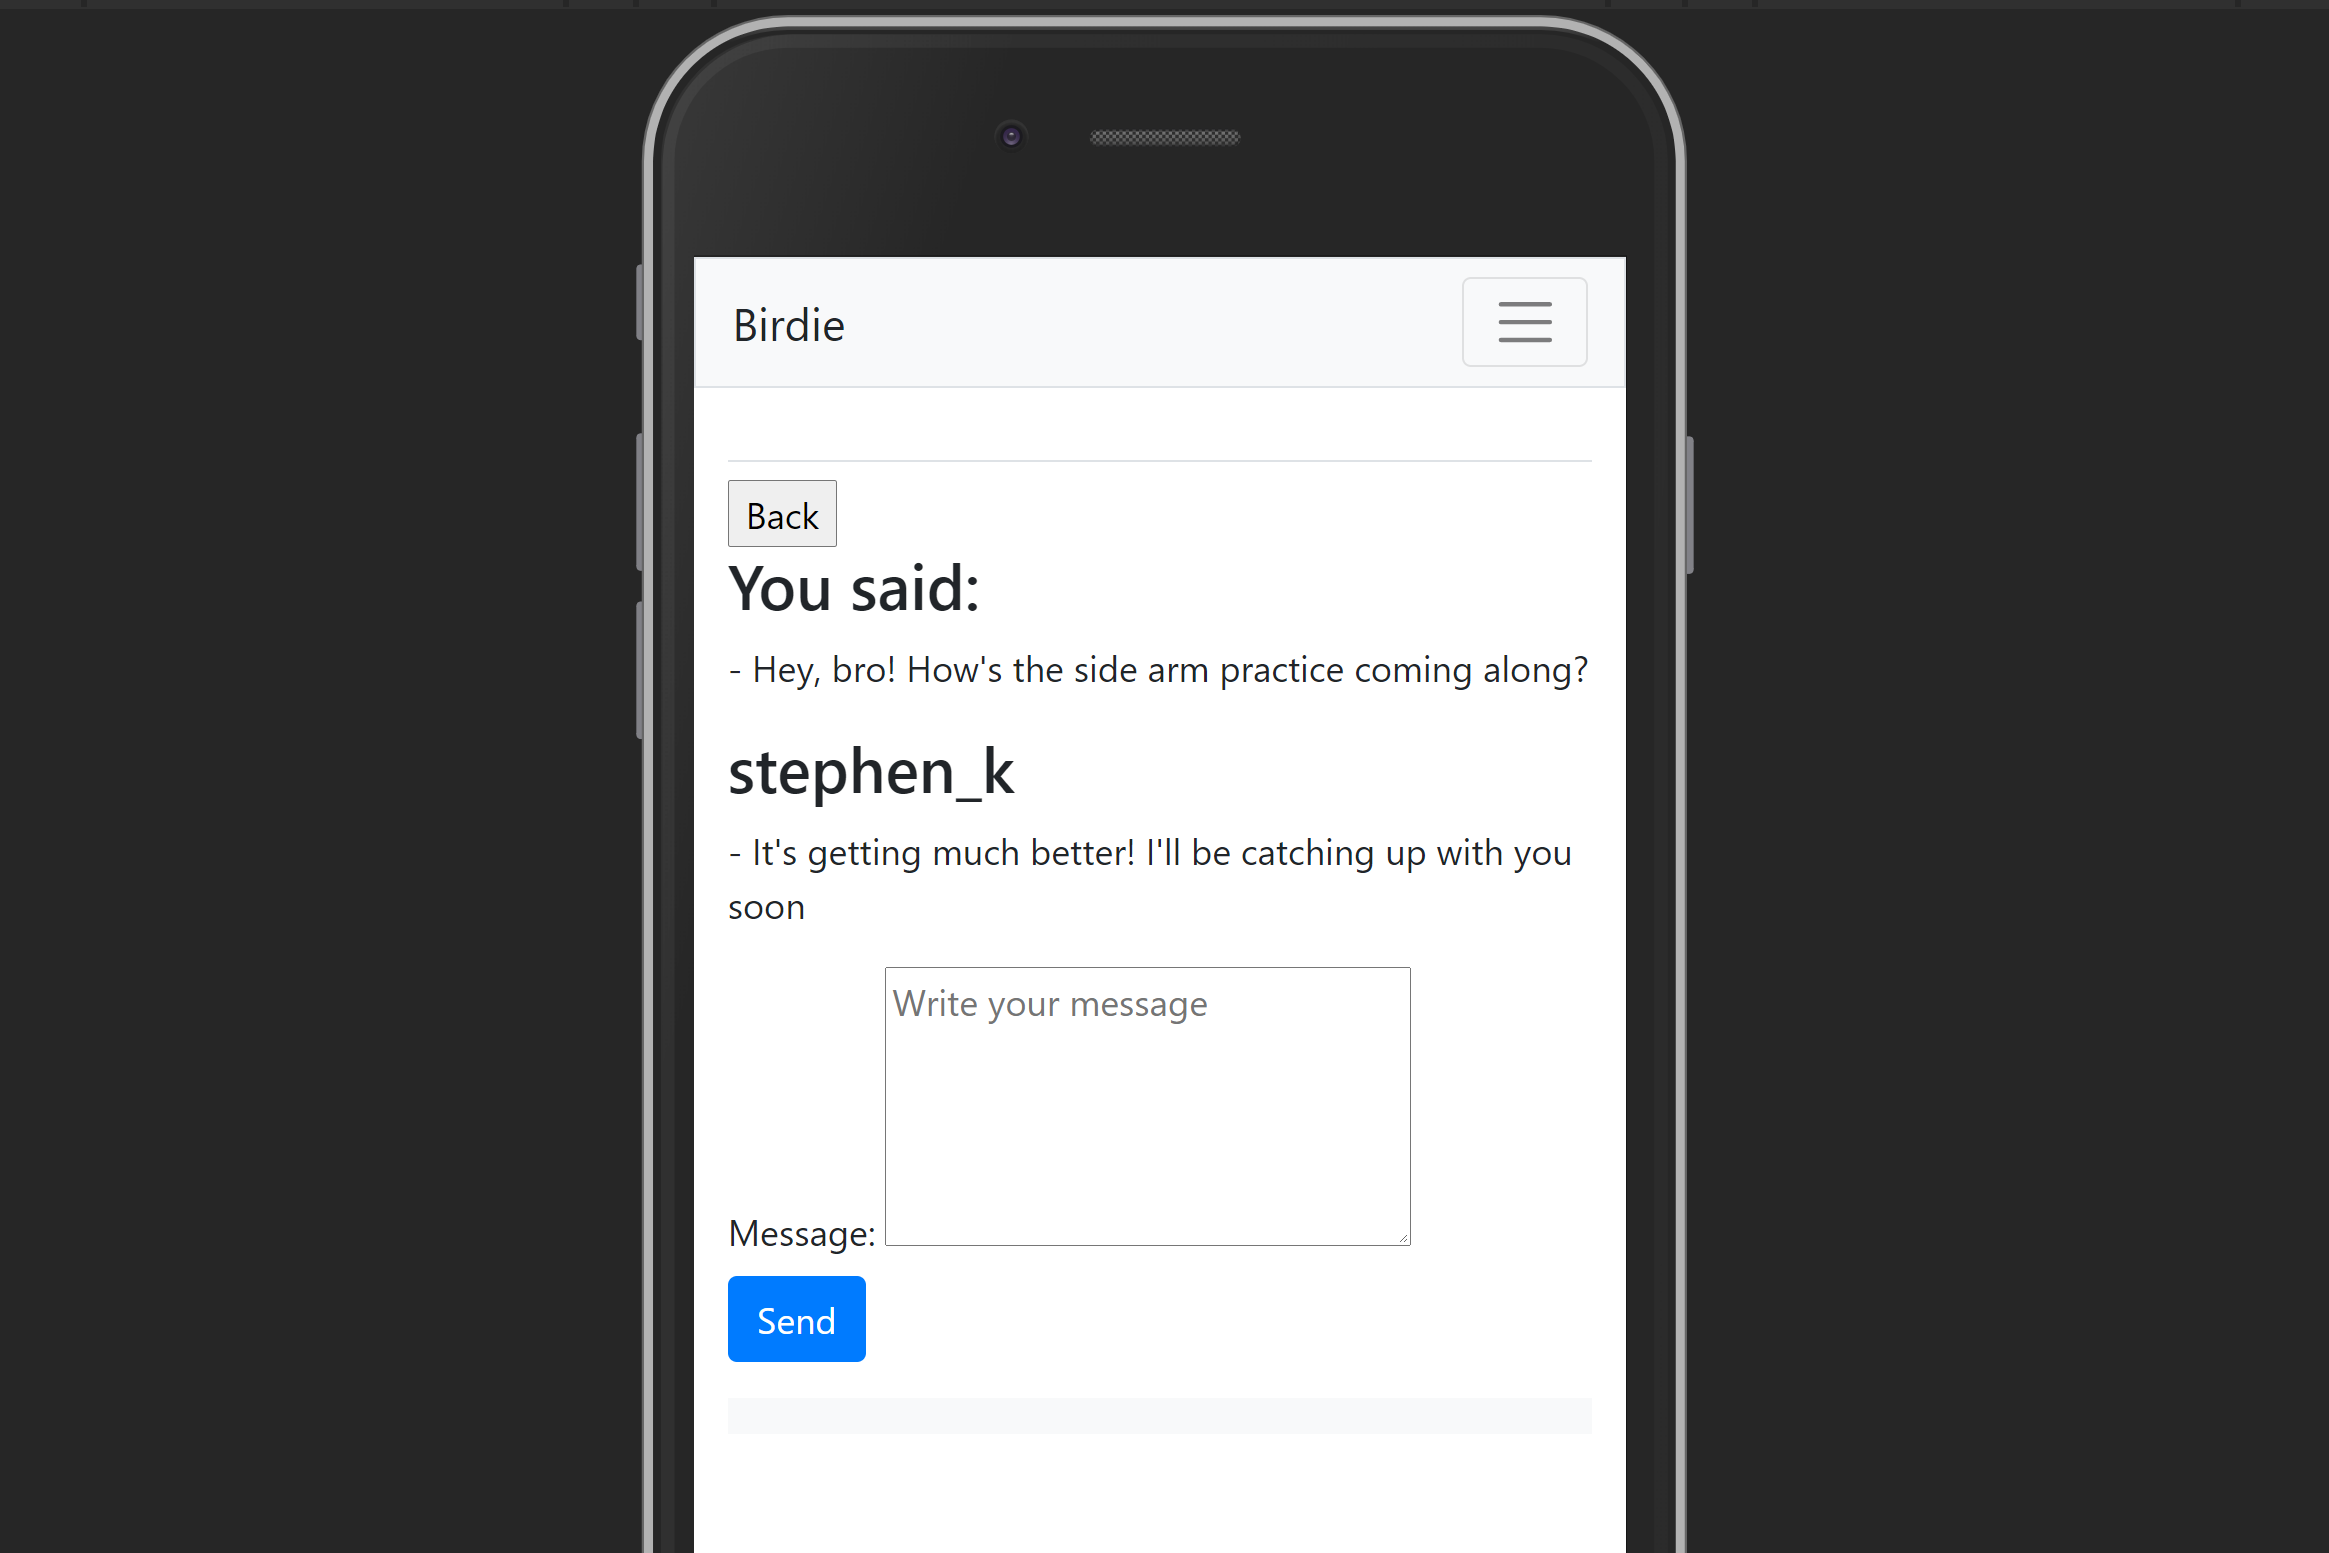 Birdie
Back
You said:
- Hey, bro! How's the side arm practice coming along?
stephen_k
- It's getting much better! I'll be catching up with you
soon
Write your message
Message:
Send